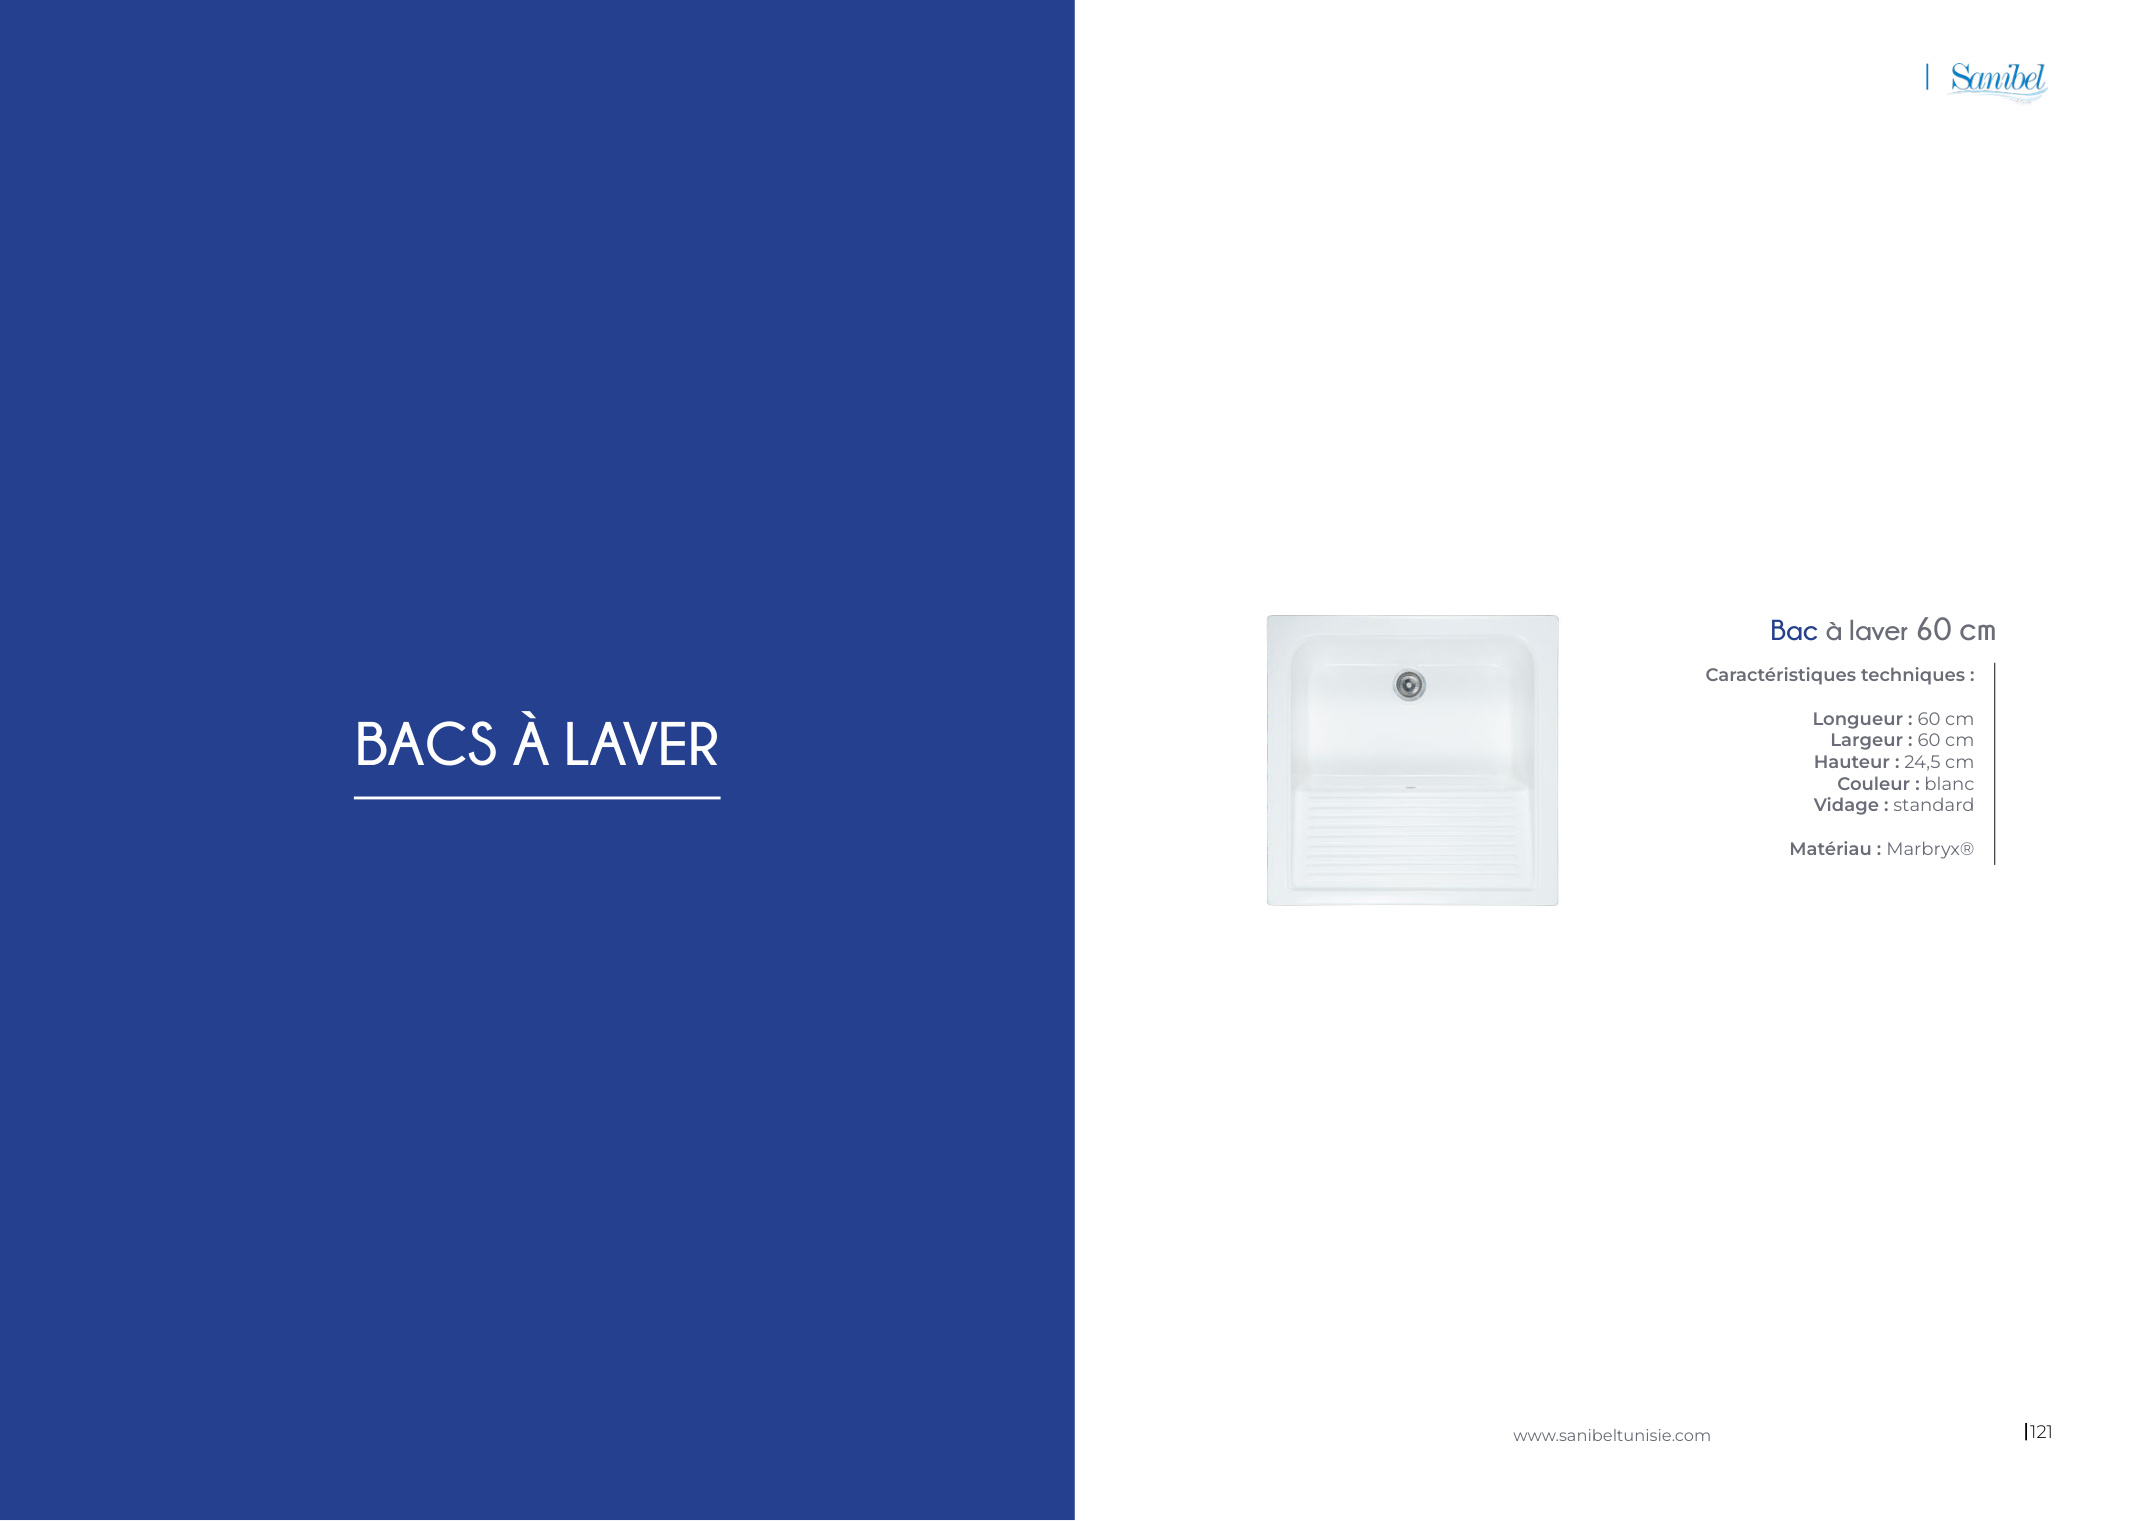 BACS À LAVER
Sanibel
Bac à laver 60 cm
Caractéristiques techniques :
Longueur : 60 cm
Largeur : 60 cm
Hauteur : 24,5 cm
Couleur : blanc
Vidage : standard
Matériau : Marbryx®
www.sanibeltunisie.com
|121